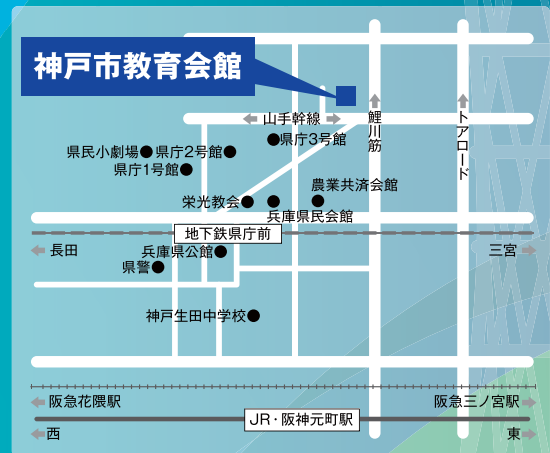 神戸市教育会館
山手幹線
鯉川筋
トアロード
県庁3号館
県民小劇場
県庁2号館
県庁1号館
農業共済会館
栄光教会
兵庫県民会館
地下鉄県庁前
長田
三宮
兵庫県公館
県警
神戸生田中学校
阪急花隈駅
阪急三ノ宮駅
JR・阪神元町駅
西
東